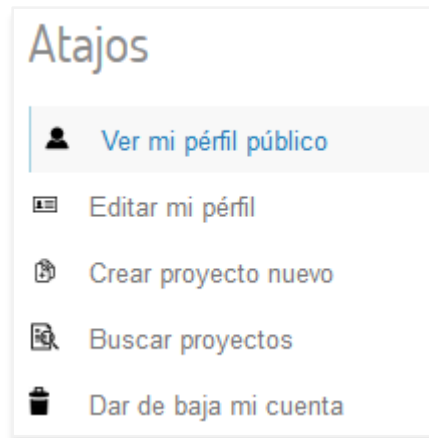 Atajos
Ver mi pérfil público
Editar mi pérfil
Crear proyecto nuevo
Buscar proyectos
Dar de baja mi cuenta